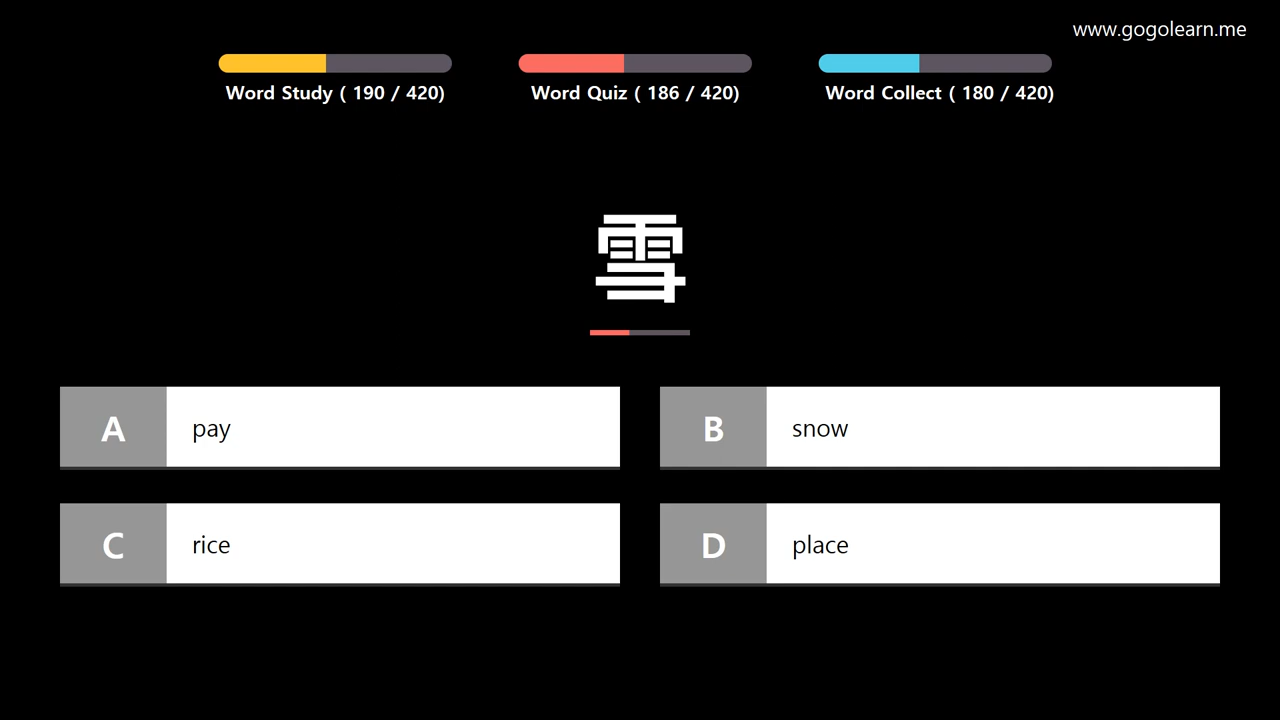 www.gogolearn.me
Word Study ( 190 / 420)
Word Quiz ( 186 / 420)
Word Collect ( 180 / 420)
雪
A pay
B snow
C rice
D place